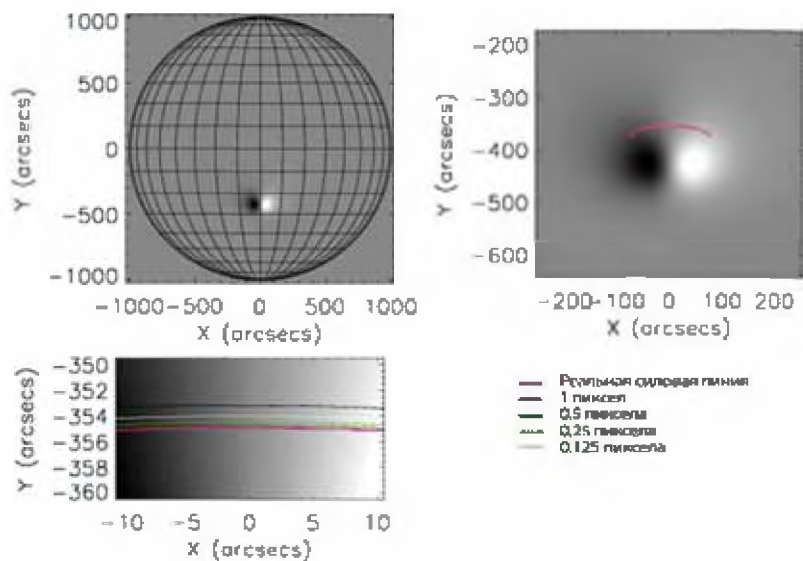 1000
500
0
-500
-1000
Y (arcsecs)
-1000-500 0 500 1000
X (arcsecs)
-200
-300
-400
-500
-600
Y (arcsecs)
-200-100 0 100 200
X (arcsecs)
-350
-352
-354
-356
-358
-360
Y (arcsecs)
-10 -5 0 5 10
X (arcsecs)
Реальная силовая линия
1 пиксел
0.5 пиксела
0.25 пиксела
0.125 пиксела